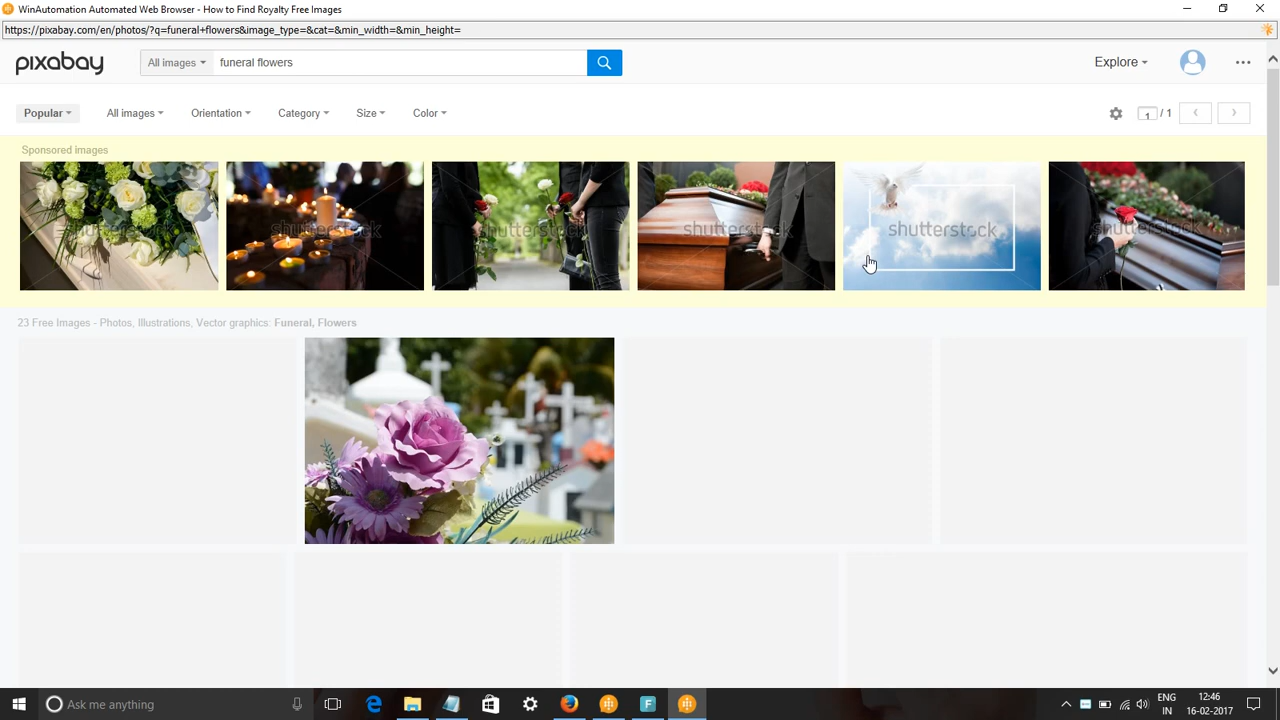 WinAutomation Automated Web Browser - How to Find Royalty Free Images
https://pixabay.com/en/photos/?q=funeral+flowers&image_type=&cat=&min_width=&min_height=
pixabay All images funeral flowers Explore
Popular All images Orientation Category Size Color 1 / 1
Sponsored images
shutterstock shutterstock shutterstock shutterstock shutterstock shutterstock
23 Free Images - Photos, Illustrations, Vector graphics: Funeral, Flowers
Ask me anything ENG 12:46
IN 16-02-2017